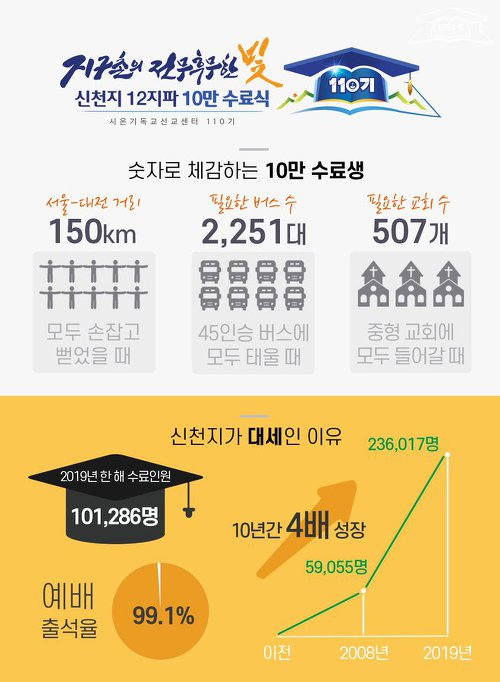 지구촌의 전무후무한 빛
신천지 12지파 10만 수료식
시온기독교선교센터 110기
110기
숫자로 체감하는 10만 수료생
서울-대전 거리
150km
모두 손잡고
뻗었을 때
필요한 버스 수
2,251대
45인승 버스에
모두 태울 때
필요한 교회 수
507개
중형 교회에
모두 들어갈 때
신천지가 대세인 이유
2019년 한 해 수료인원
101,286명
예배
출석율
99.1%
10년간 4배 성장
236,017명
59,055명
이전 2008년 2019년